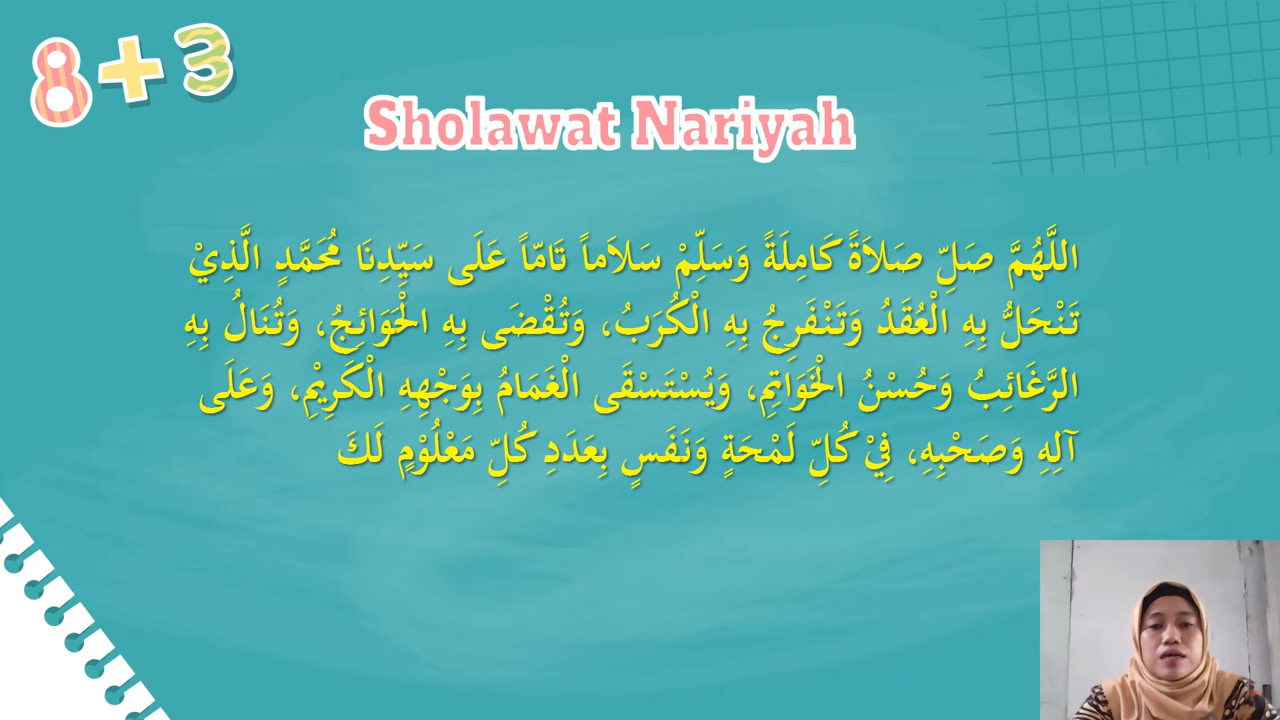 8+3
Sholawat Nariyah
اللَّهُمَّ صَلِّ صَلاَةً كَامِلَةً وَسَلِّمْ سَلاَماً تَامّاً عَلَى سَيِّدِنَا مُحَمَّدٍ الَّذِيْ
تَنْحَلُّ بِهِ الْعُقَدُ وَتَنْفَرِجُ بِهِ الْكُرَبُ، وَتُقْضَى بِهِ الْحَوَائِجُ، وَتُنَالُ بِهِ
الرَّغَائِبُ وَحُسْنُ الْخَوَاتِمِ، وَيُسْتَسْقَى الْغَمَامُ بِوَجْهِهِ الْكَرِيْمِ، وَعَلَى
آلِهِ وَصَحْبِهِ، فِيْ كُلِّ لَمْحَةٍ وَنَفَسٍ بِعَدَدِ كُلِّ مَعْلُوْمٍ لَكَ